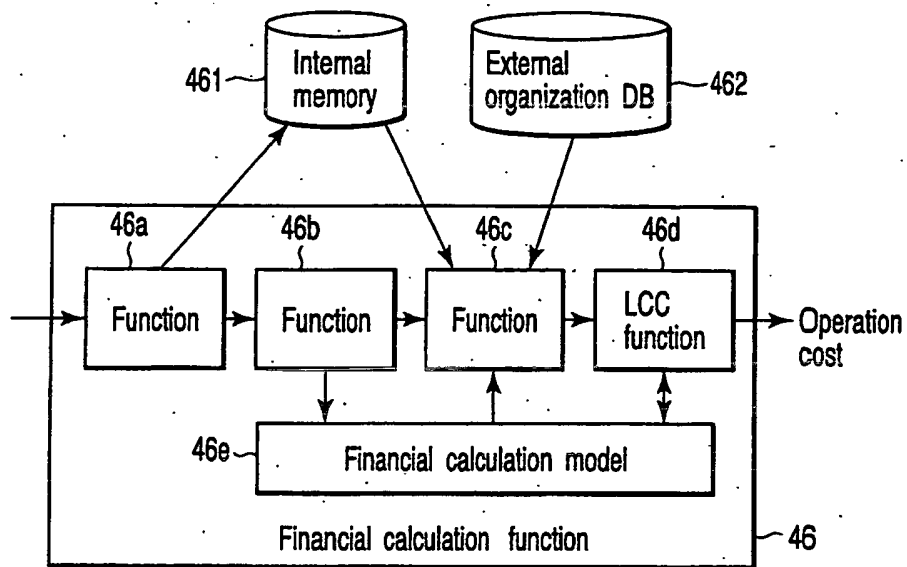 461
Internal
memory
External
organization DB
462
46a
46b
46c
46d
Function
Function
Function
LCC
function
Operation
cost
46e
Financial calculation model
Financial calculation function
46